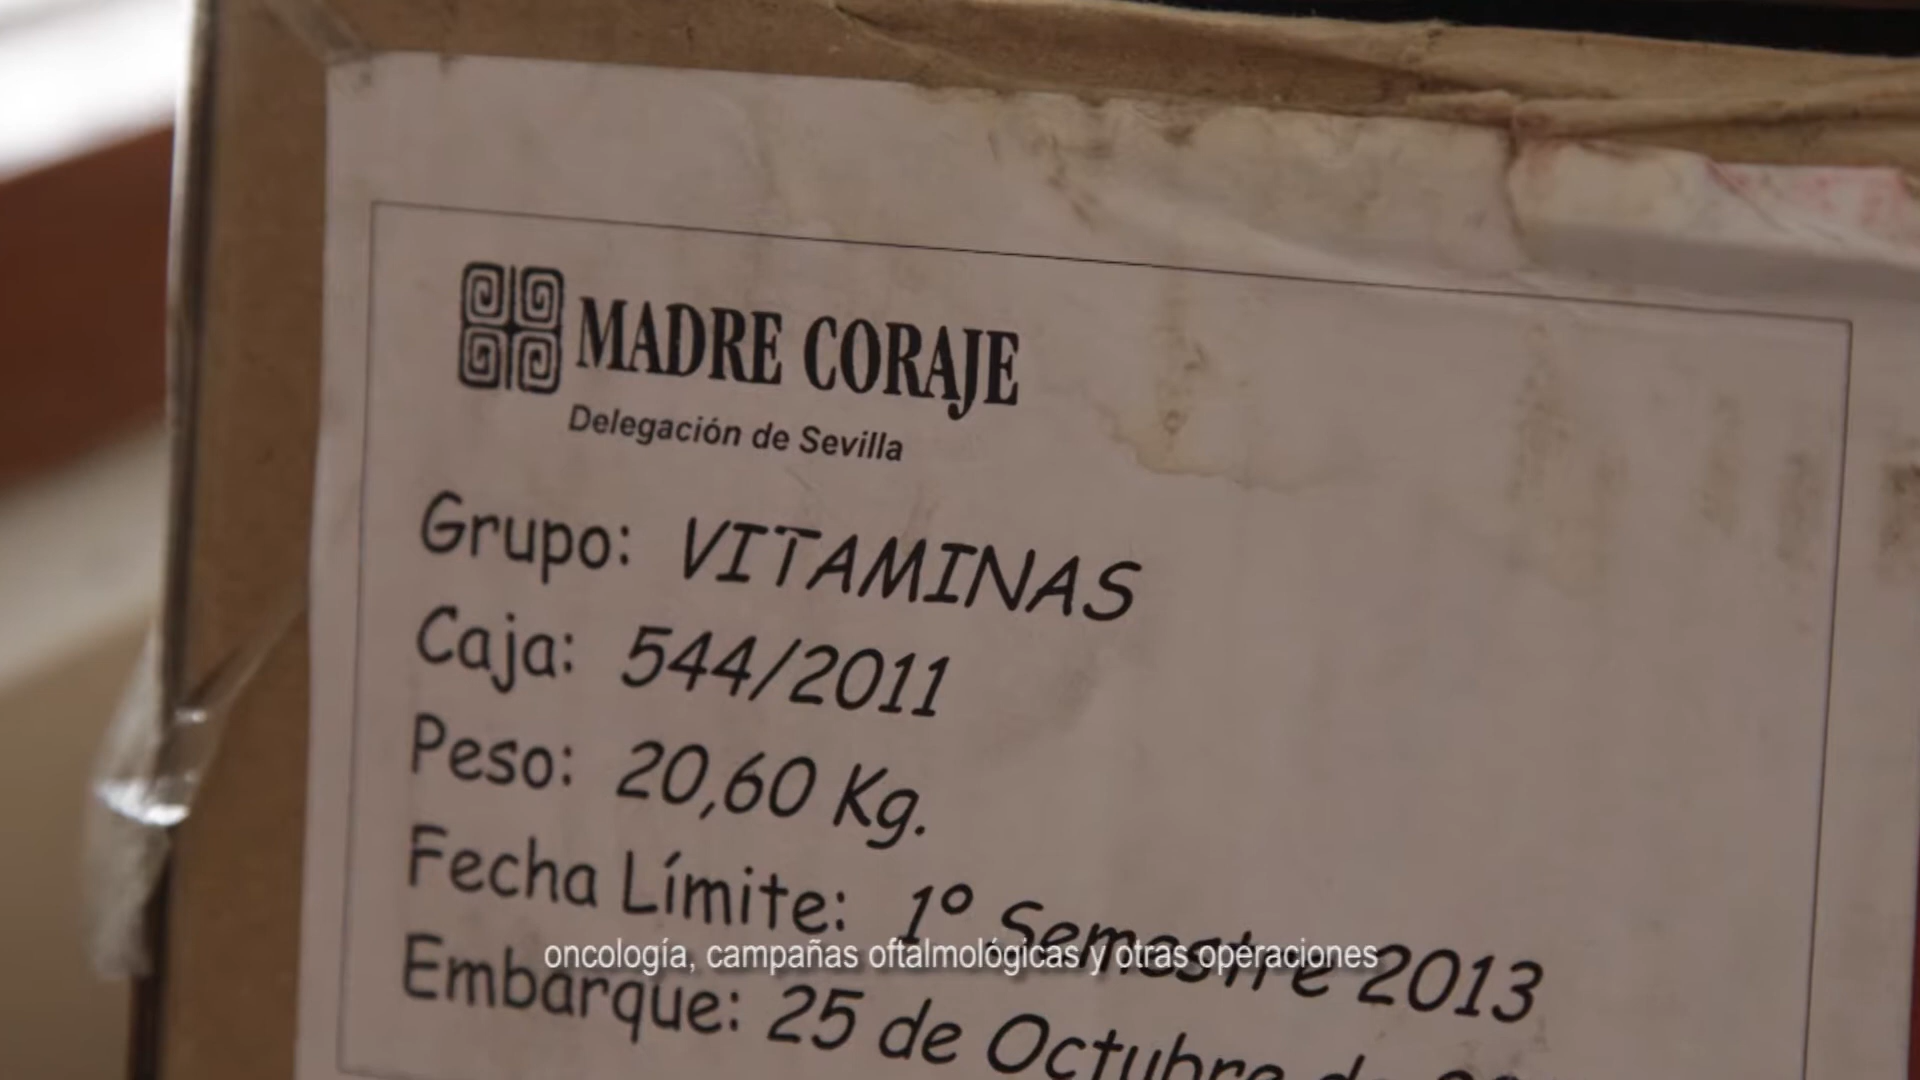 MADRE CORAJE
Delegación de Sevilla
Grupo: VITAMINAS
Caja: 544/2011
Peso: 20,60 Kg.
Fecha Límite: 1º Semestre 2013
oncología, campañas oftalmológicas y otras operaciones
Embarque: 25 de Octubre